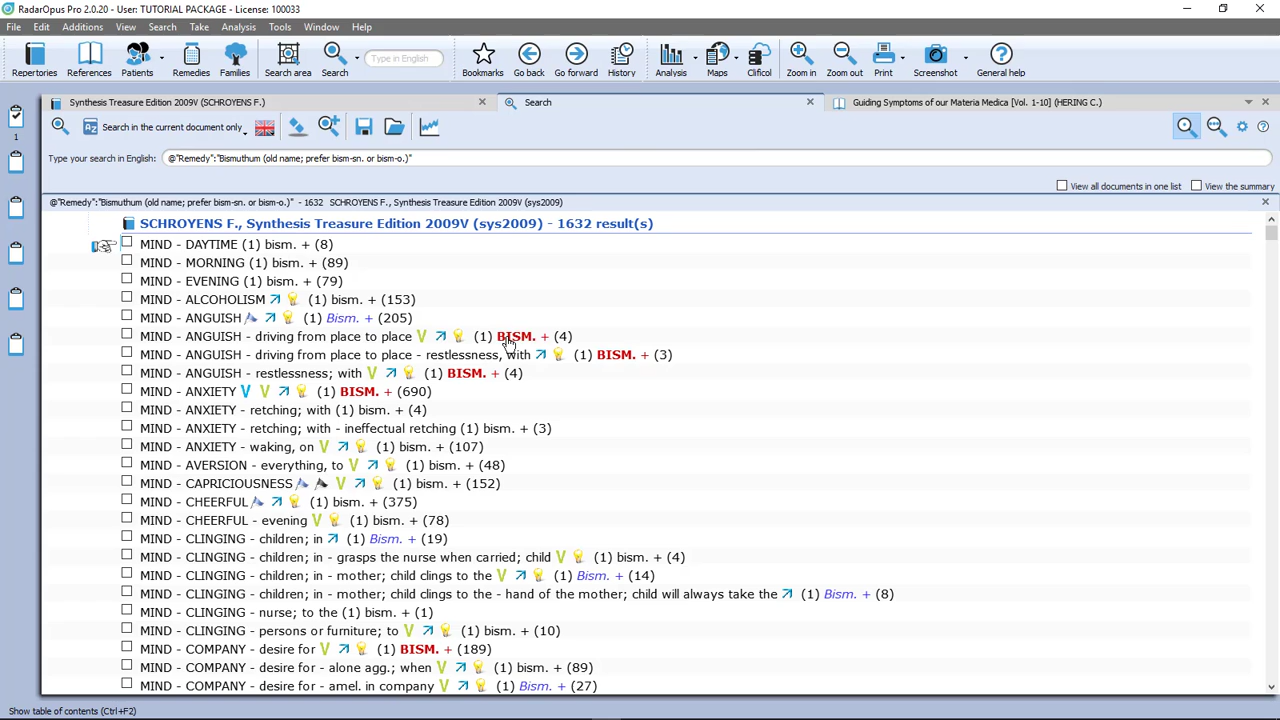 RadarOpus Pro 2.0.20 - User: TUTORIAL PACKAGE - License: 100033
File Edit Additions View Search Take Analysis Tools Window Help
Type in English
Repertories References Patients Remedies Families Search area Search Bookmarks Go back Go forward History Analysis Maps Clificol Zoom in Zoom out Print Screenshot General help
Synthesis Treasure Edition 2009V (SCHROYENS F.) Search Guiding Symptoms of our Materia Medica [Vol. 1-10] (HERING C.)
Search in the current document only
1
Type your search in English: @"Remedy":"Bismuthum (old name; prefer bism-sn. or bism-o.)"
View all documents in one list View the summary
@"Remedy":"Bismuthum (old name; prefer bism-sn. or bism-o.)" - 1632 SCHROYENS F., Synthesis Treasure Edition 2009V (sys2009)
SCHROYENS F., Synthesis Treasure Edition 2009V (sys2009) - 1632 result(s)
MIND - DAYTIME (1) bism. + (8)
MIND - MORNING (1) bism. + (89)
MIND - EVENING (1) bism. + (79)
MIND - ALCOHOLISM (1) bism. + (153)
MIND - ANGUISH (1) Bism. + (205)
MIND - ANGUISH - driving from place to place V (1) BISM. + (4)
MIND - ANGUISH - driving from place to place - restlessness, with (1) BISM. + (3)
MIND - ANGUISH - restlessness; with V (1) BISM. + (4)
MIND - ANXIETY V V (1) BISM. + (690)
MIND - ANXIETY - retching; with (1) bism. + (4)
MIND - ANXIETY - retching; with - ineffectual retching (1) bism. + (3)
MIND - ANXIETY - waking, on V (1) bism. + (107)
MIND - AVERSION - everything, to V (1) bism. + (48)
MIND - CAPRICIOUSNESS V (1) bism. + (152)
MIND - CHEERFUL (1) bism. + (375)
MIND - CHEERFUL - evening V (1) bism. + (78)
MIND - CLINGING - children; in (1) Bism. + (19)
MIND - CLINGING - children; in - grasps the nurse when carried; child V (1) bism. + (4)
MIND - CLINGING - children; in - mother; child clings to the V (1) Bism. + (14)
MIND - CLINGING - children; in - mother; child clings to the - hand of the mother; child will always take the (1) Bism. + (8)
MIND - CLINGING - nurse; to the (1) bism. + (1)
MIND - CLINGING - persons or furniture; to V (1) bism. + (10)
MIND - COMPANY - desire for V (1) BISM. + (189)
MIND - COMPANY - desire for - alone agg.; when V (1) bism. + (89)
MIND - COMPANY - desire for - amel. in company V (1) Bism. + (27)
Show table of contents (Ctrl+F2)